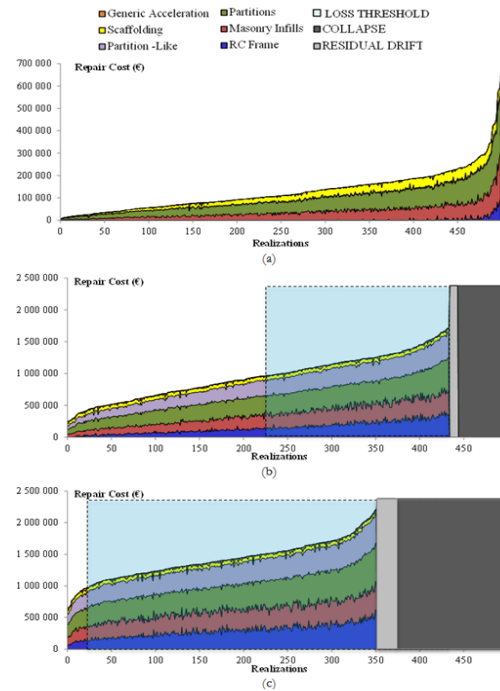 Generic Acceleration Partitions LOSS THRESHOLD
Scaffolding Masonry Infills COLLAPSE
Partition -Like RC Frame RESIDUAL DRIFT
Repair Cost (€)
700 000
600 000
500 000
400 000
300 000
200 000
100 000
0
0 50 100 150 200 250 300 350 400 450
Realizations
(a)
Repair Cost (€)
2 500 000
2 000 000
1 500 000
1 000 000
500 000
0
0 50 100 150 200 250 300 350 400 450
Realizations
(b)
Repair Cost (€)
2 500 000
2 000 000
1 500 000
1 000 000
500 000
0
0 50 100 150 200 250 300 350 400 450
Realizations
(c)